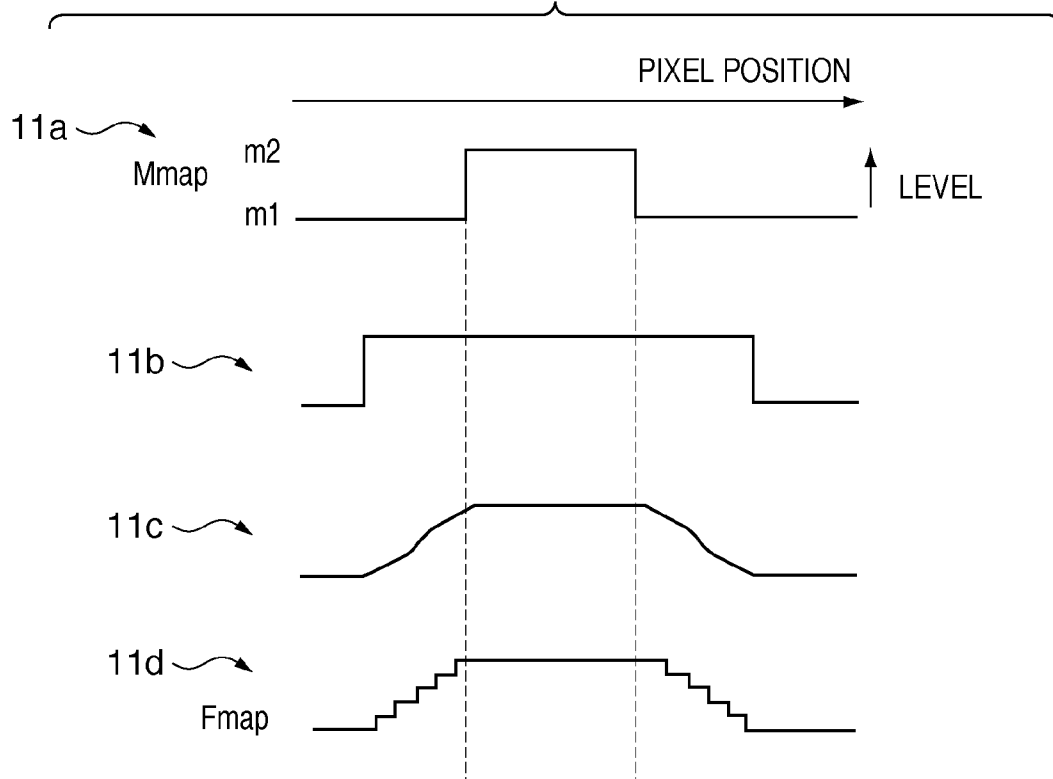 PIXEL POSITION
11a
Mmap
m2
m1
LEVEL
11b
11c
11d
Fmap